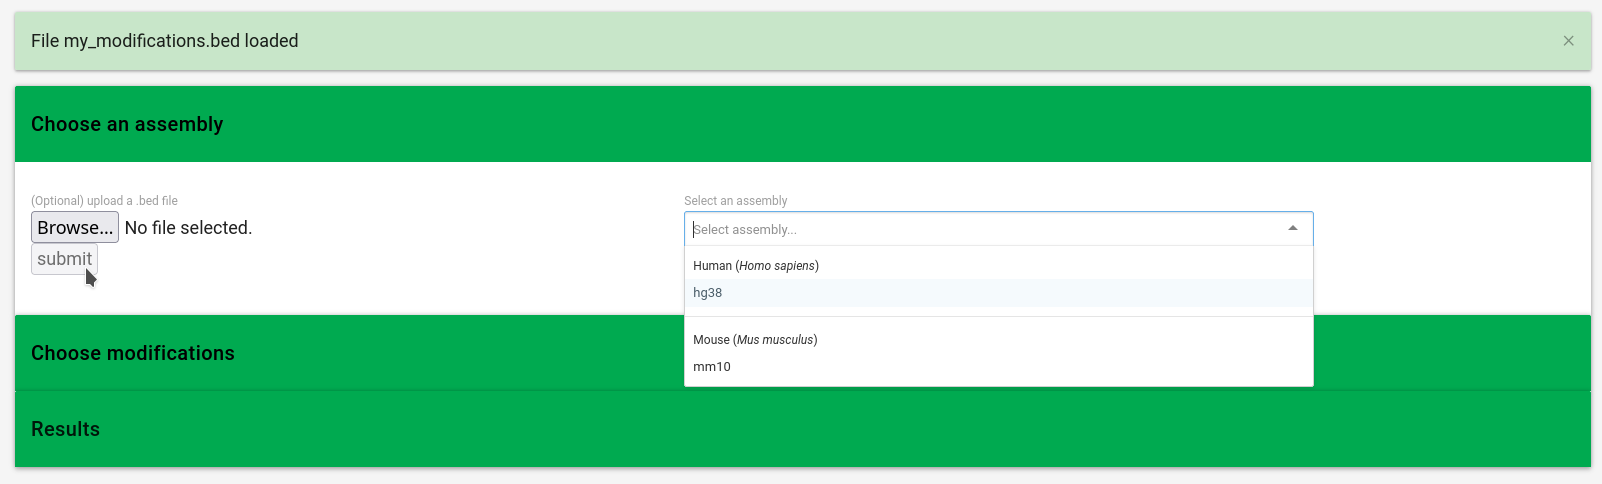 File my_modifications.bed loaded ×
Choose an assembly
(Optional) upload a .bed file
Browse... No file selected.
submit
Select an assembly
Select assembly...
Human (Homo sapiens)
hg38
Mouse (Mus musculus)
mm10
Choose modifications
Results